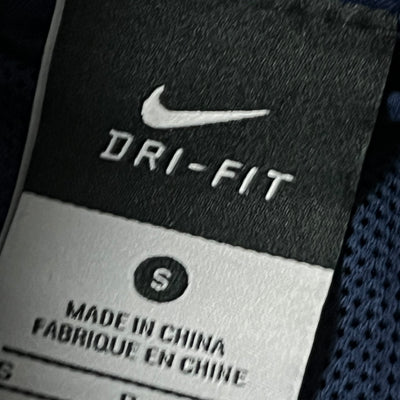 DRI-FIT
S
MADE IN CHINA
FABRIQUE EN CHINE
S